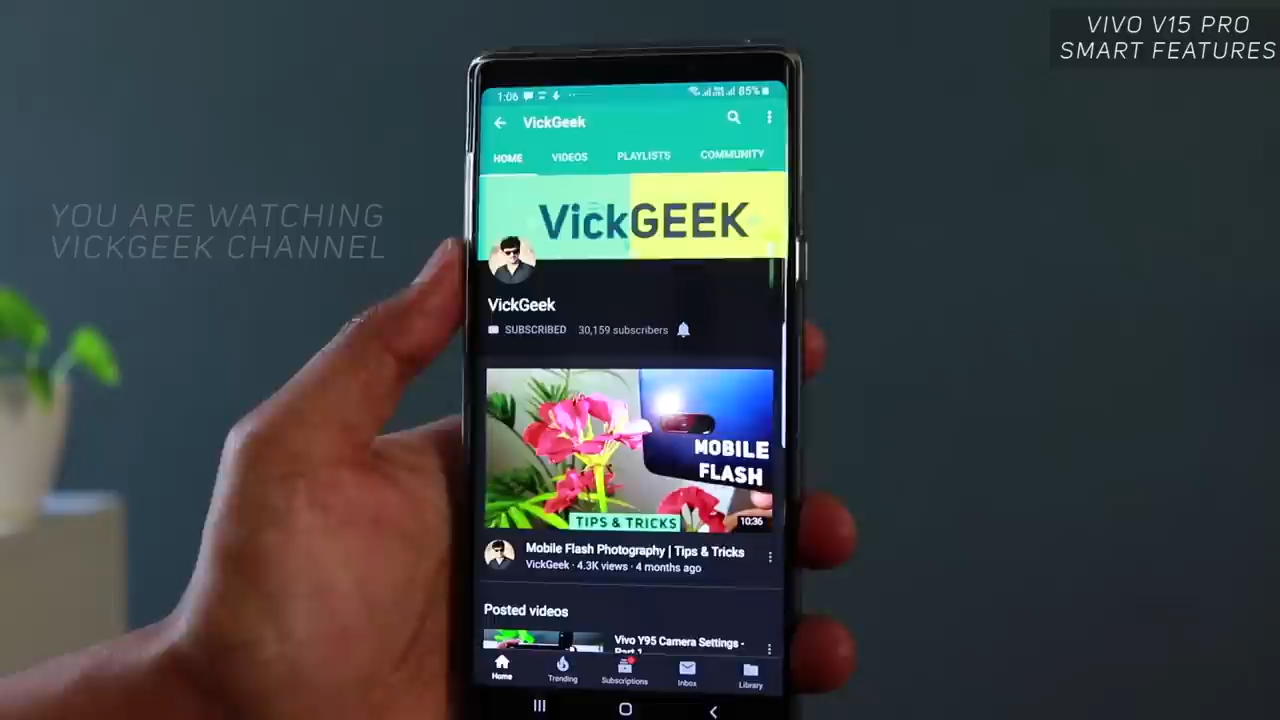 VIVO V15 PRO
SMART FEATURES
YOU ARE WATCHING
VICKGEEK CHANNEL
1:06
85%
VickGeek
HOME VIDEOS PLAYLISTS COMMUNITY
VickGEEK
VickGeek
SUBSCRIBED 30,159 subscribers
MOBILE
FLASH
TIPS & TRICKS
10:36
Mobile Flash Photography | Tips & Tricks
VickGeek · 4.3K views · 4 months ago
Posted videos
Vivo Y95 Camera Settings -
Part 1
Home Trending Subscriptions Inbox Library